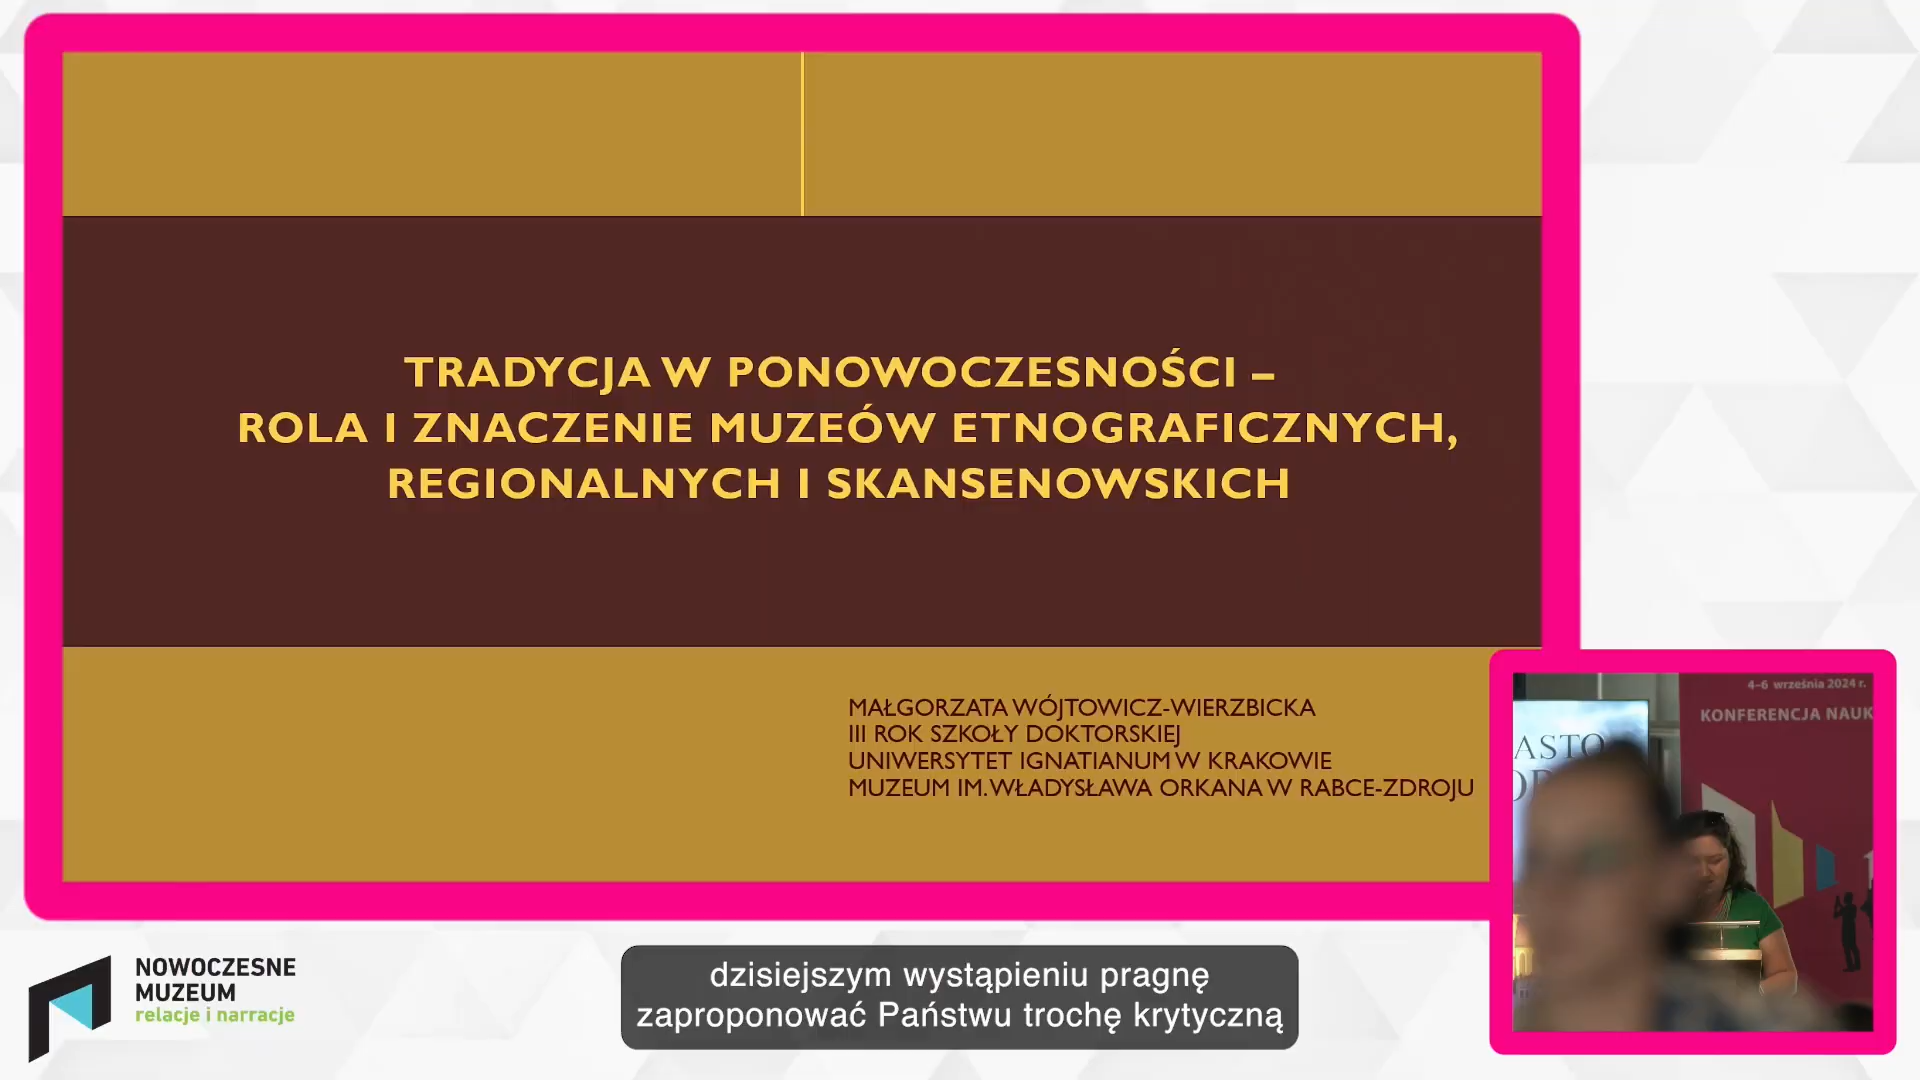 TRADYCJA W PONOWOCZESNOŚCI –
ROLA I ZNACZENIE MUZEÓW ETNOGRAFICZNYCH,
REGIONALNYCH I SKANSENOWSKICH
MAŁGORZATA WÓJTOWICZ-WIERZBICKA
III ROK SZKOŁY DOKTORSKIEJ
UNIWERSYTET IGNATIANUM W KRAKOWIE
MUZEUM IM. WŁADYSŁAWA ORKANA W RABCE-ZDROJU
4–6 września 2024 r.
KONFERENCJA NAUK
ASTO
NOWOCZESNE
MUZEUM
relacje i narracje
dzisiejszym wystąpieniu pragnę
zaproponować Państwu trochę krytyczną